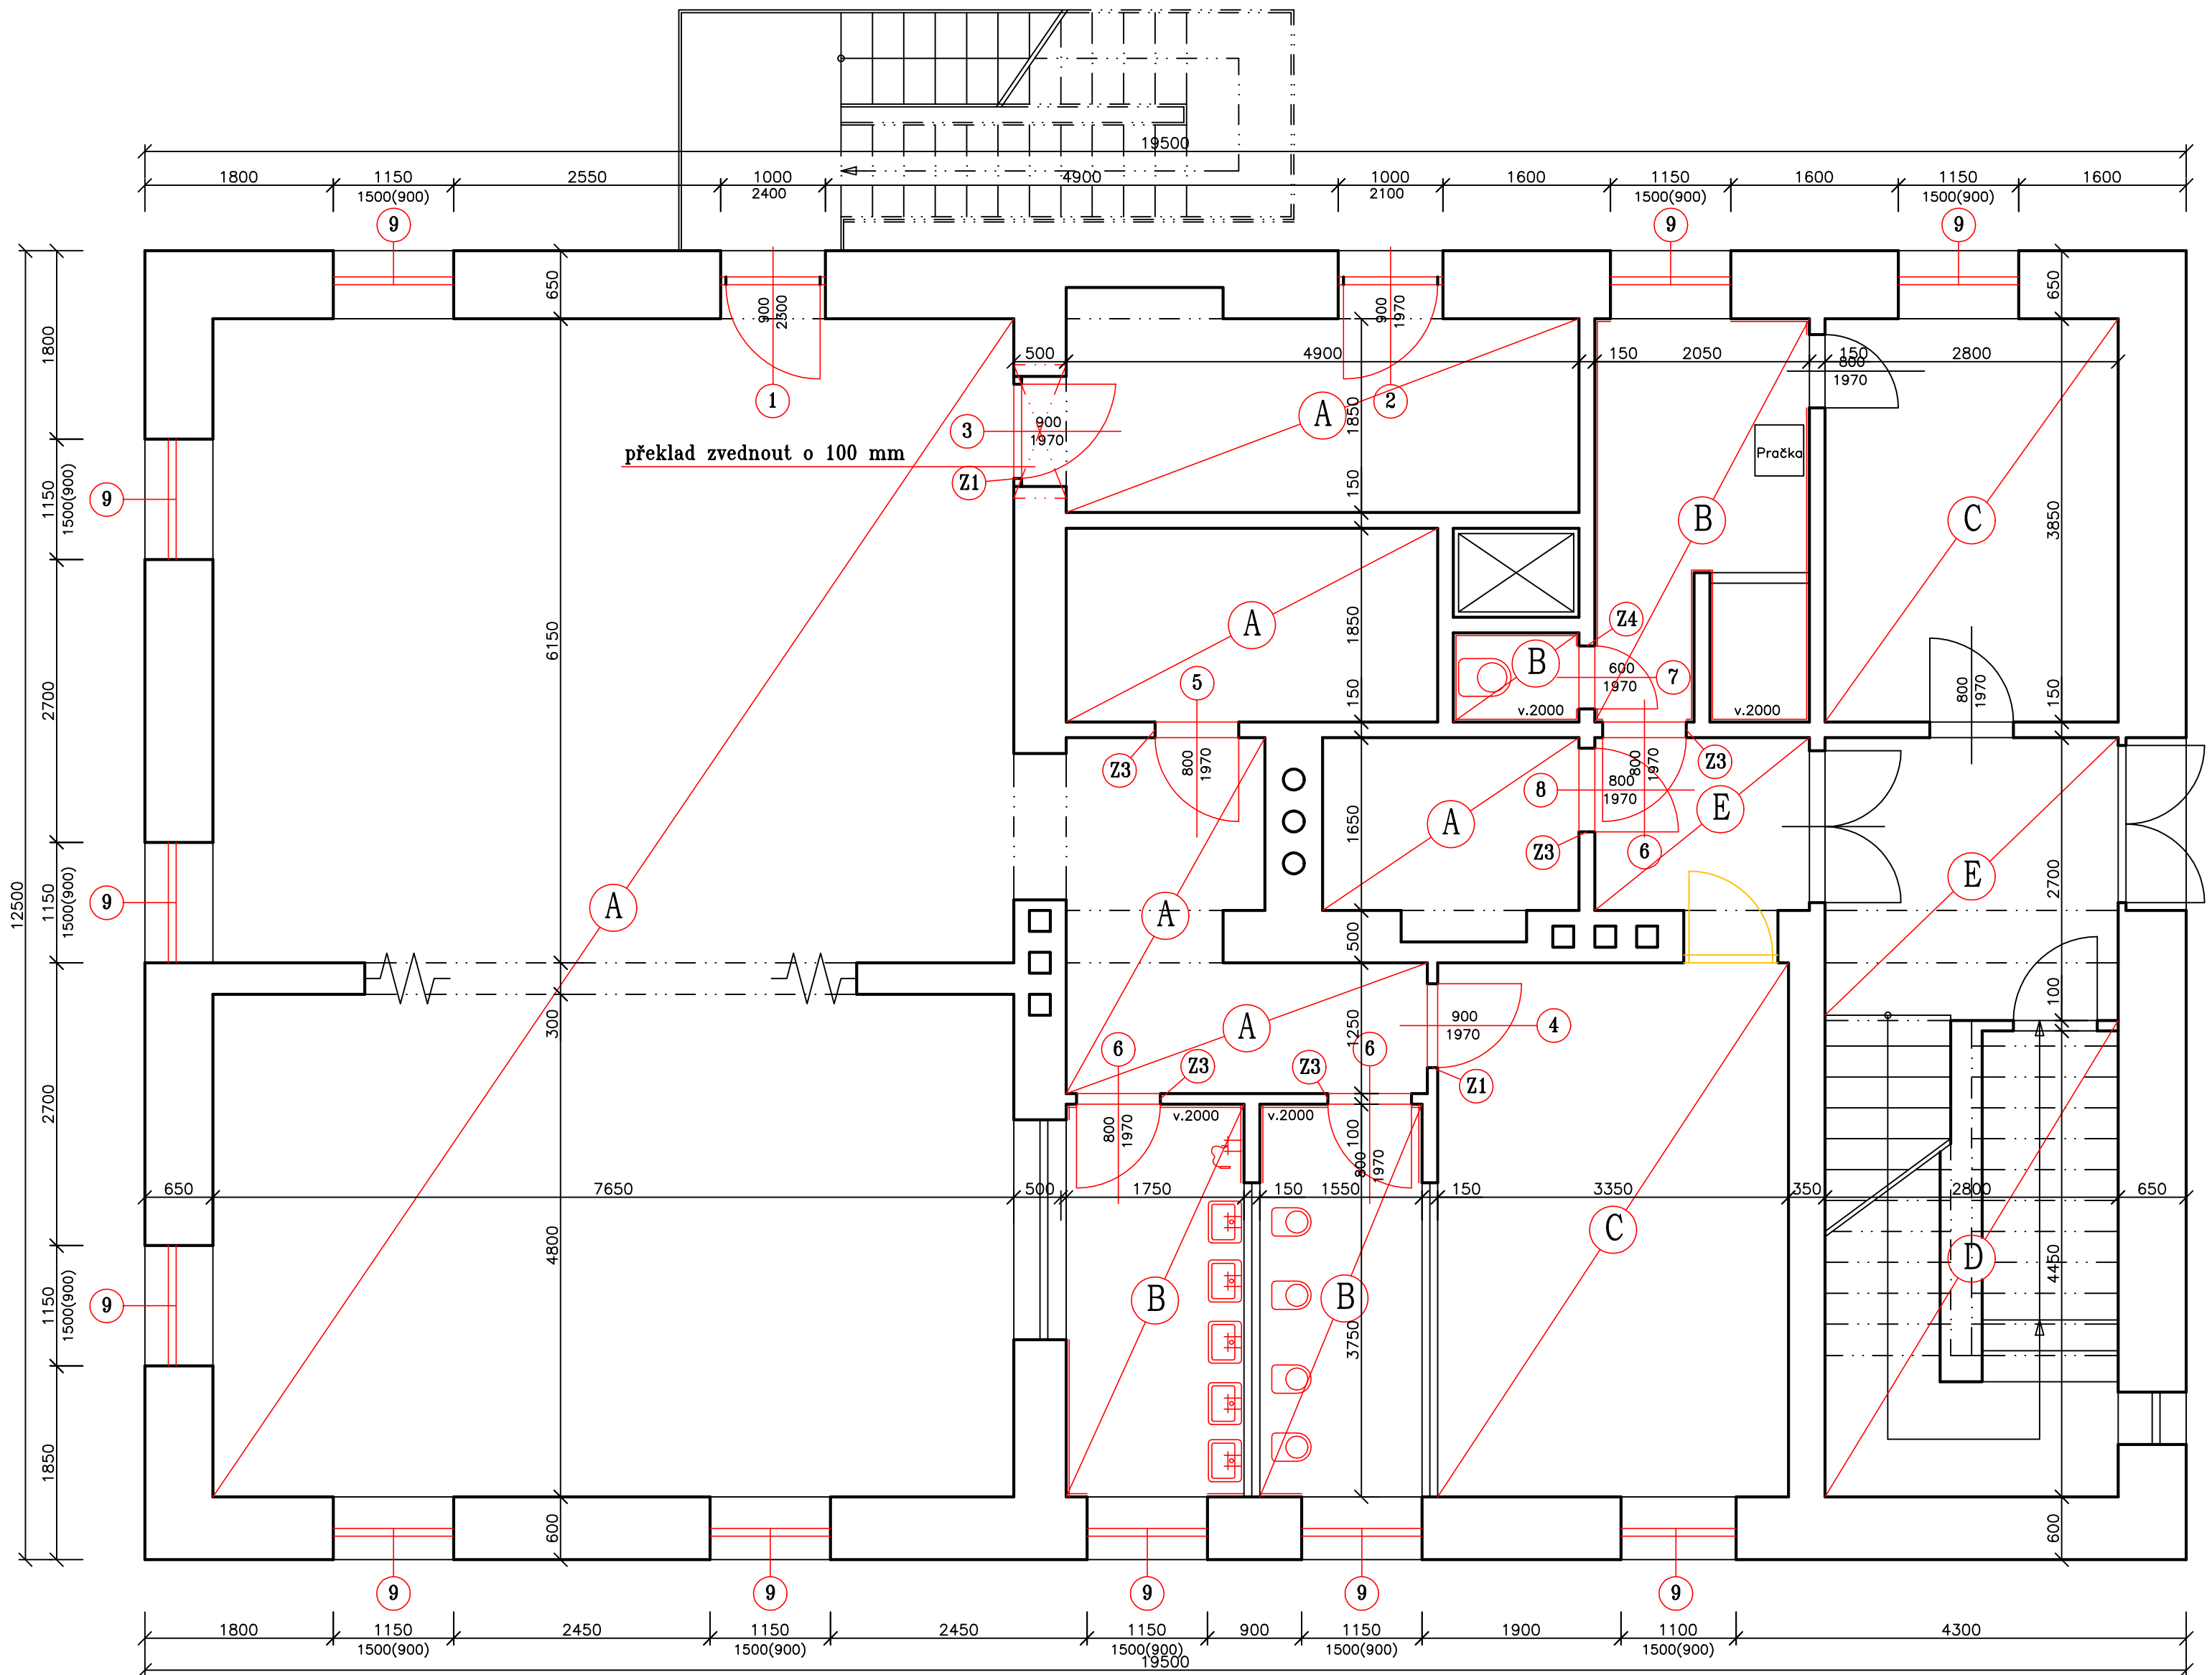 19500
1800 1150 2550 1000 4900 1000 1600 1150 1600 1150 1600
1500(900) 2400 2100 1500(900) 1500(900)
9 9 9
650 900 2300 900 1970 650
1800
500 4900 150 2050 150 2800
800
1970
1 2
A
1850
3 900
1970
překlad zvednout o 100 mm
Z1
Pračka
150
9 1150 1500(900)
B C
3850
A
1850
Z4
6150
B
600
1970
7
5
2700
150
v.2000 v.2000
150
800 1970
Z3
800 1970
800 1970
Z3
8
800
1970
A
E
1650
Z3 6
E
2700
12500
9 1150 1500(900)
A
A
500
300
A
1250
100
900
1970
4
6 Z3 Z3 6
Z1
2700
v.2000 v.2000
800 1970
100
800 1970
650 7650 500 1750 150 1550 150 3350 350 2800 650
C
D
4450
4800
9 1150 1500(900)
B B
3750
1850
600 600
9 9 9 9 9
1800 1150 2450 1150 2450 1150 900 1150 1900 1100 4300
1500(900) 1500(900) 1500(900) 1500(900) 1500(900)
19500